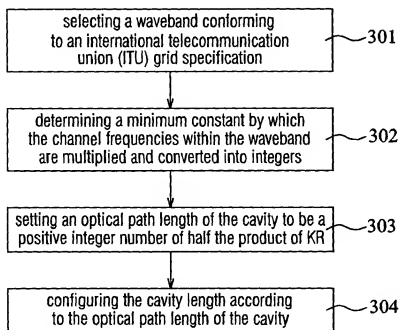 selecting a waveband conforming
to an international telecommunication
union (ITU) grid specification
301
determining a minimum constant by which
the channel frequencies within the waveband
are multiplied and converted into integers
302
setting an optical path length of the cavity to be a
positive integer number of half the product of KR
303
configuring the cavity length according
to the optical path length of the cavity
304